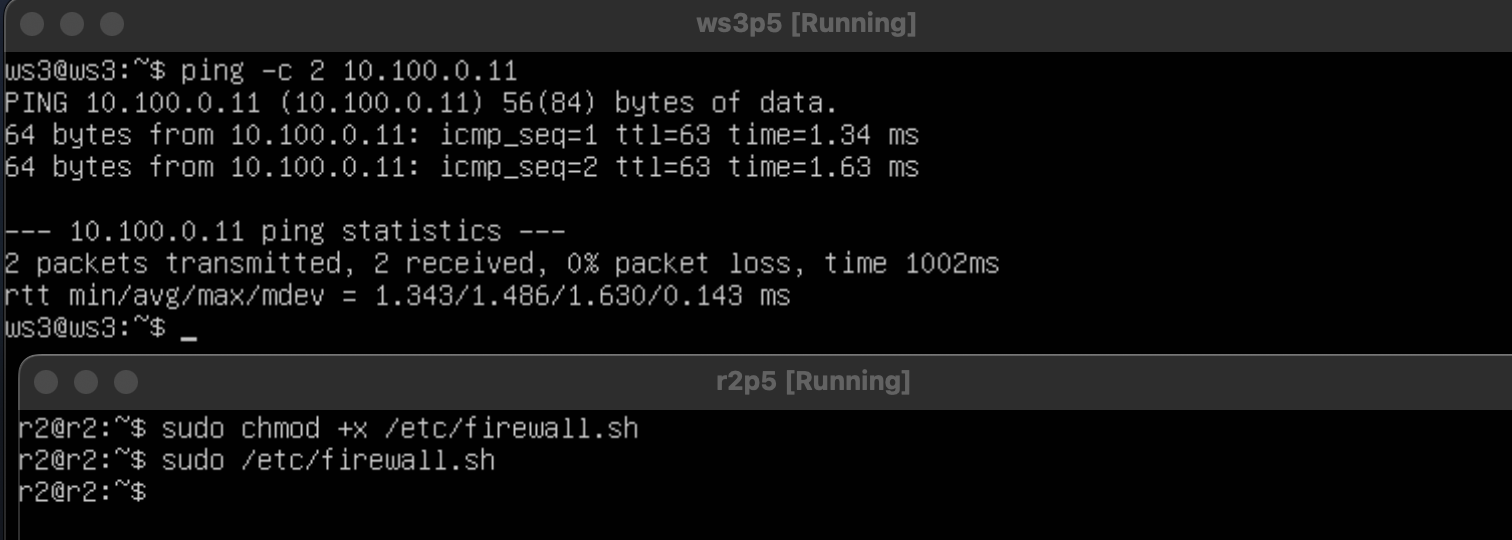 ws3p5 [Running]
ws3@ws3:~$ ping -c 2 10.100.0.11
PING 10.100.0.11 (10.100.0.11) 56(84) bytes of data.
64 bytes from 10.100.0.11: icmp_seq=1 ttl=63 time=1.34 ms
64 bytes from 10.100.0.11: icmp_seq=2 ttl=63 time=1.63 ms
--- 10.100.0.11 ping statistics ---
2 packets transmitted, 2 received, 0% packet loss, time 1002ms
rtt min/avg/max/mdev = 1.343/1.486/1.630/0.143 ms
ws3@ws3:~$ _
r2p5 [Running]
r2@r2:~$ sudo chmod +x /etc/firewall.sh
r2@r2:~$ sudo /etc/firewall.sh
r2@r2:~$